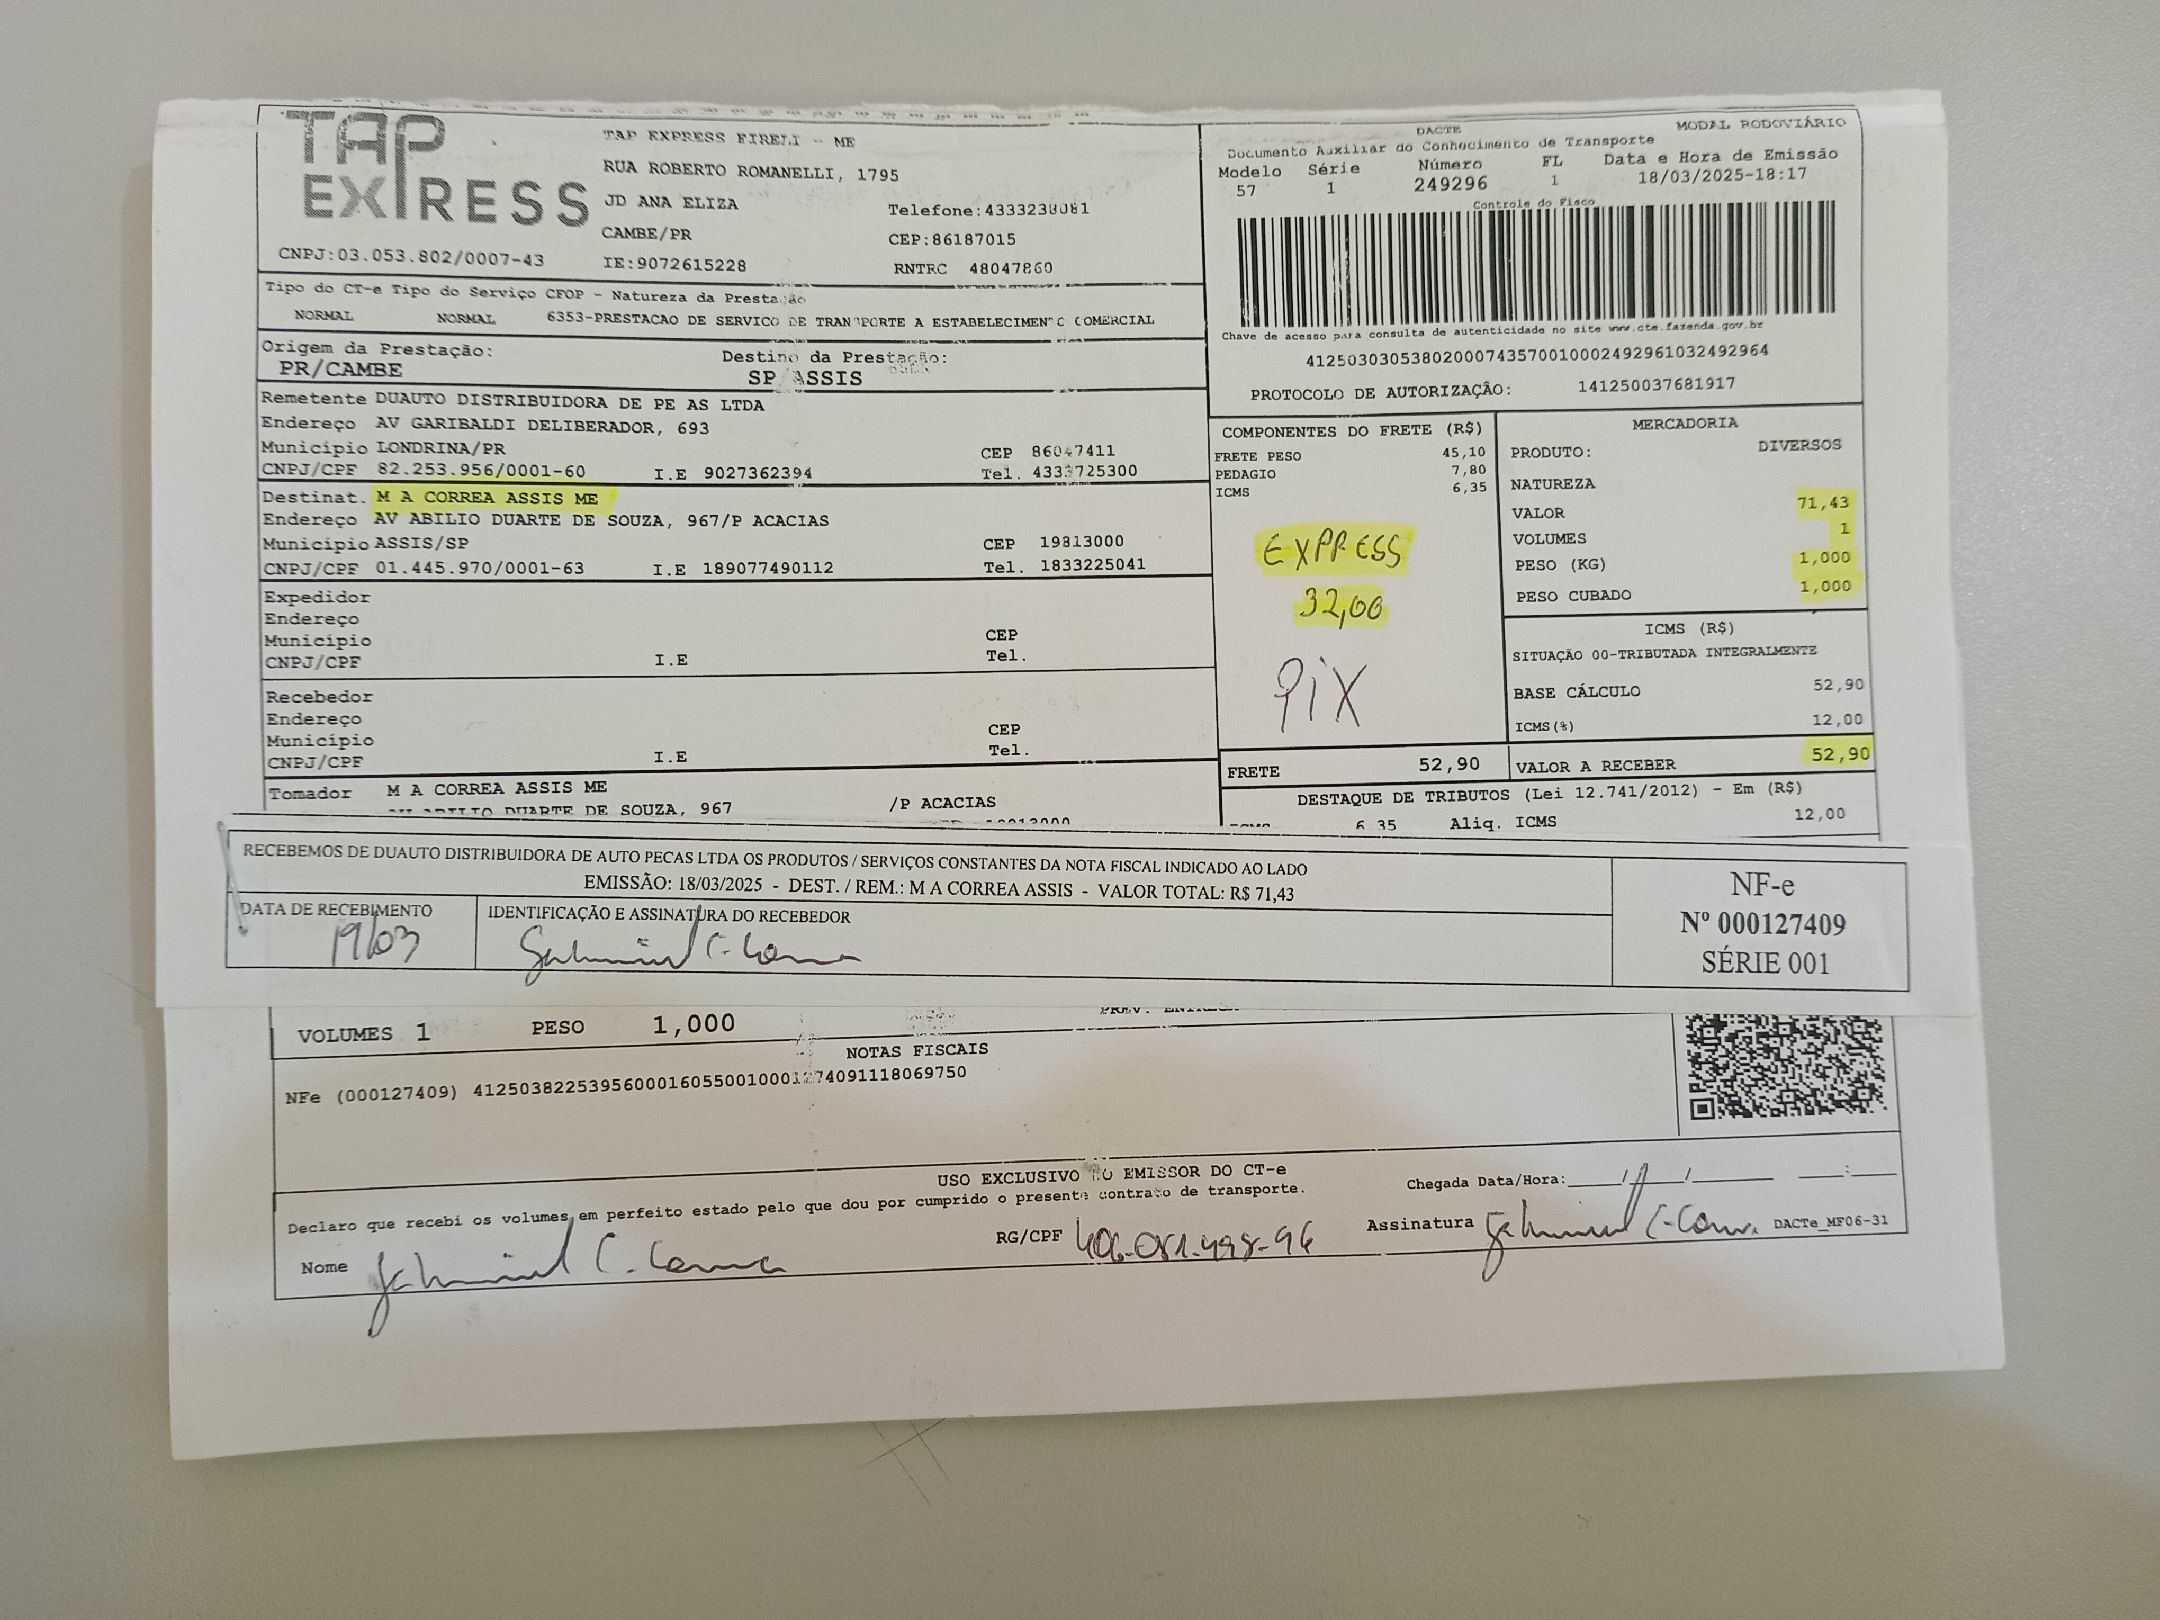 TAP EXPRESS
TAP EXPRESS EIRELI - ME
RUA ROBERTO ROMANELLI, 1795
JD ANA ELIZA
Telefone:4333238081
CAMBE/PR
CEP:86187015
CNPJ:03.053.802/0007-43
IE:9072615228
RNTRC 48047860
DACTE
MODAL RODOVIÁRIO
Documento Auxiliar do Conhecimento de Transporte
Modelo Série Número FL Data e Hora de Emissão
57 1 249296 1 18/03/2025-18:17
Controle do Fisco
Chave de acesso para consulta de autenticidade no site www.cte.fazenda.gov.br
41250303053802000743570010002492961032492964
PROTOCOLO DE AUTORIZAÇÃO: 141250037681917
Tipo do CT-e Tipo do Serviço CFOP - Natureza da Prestação
NORMAL NORMAL 6353-PRESTACAO DE SERVICO DE TRANSPORTE A ESTABELECIMENTO COMERCIAL
Origem da Prestação: Destino da Prestação:
PR/CAMBE SP/ASSIS
Remetente DUAUTO DISTRIBUIDORA DE PE AS LTDA
Endereço AV GARIBALDI DELIBERADOR, 693
Município LONDRINA/PR CEP 86047411
CNPJ/CPF 82.253.956/0001-60 I.E 9027362394 Tel. 4333725300
Destinat. M A CORREA ASSIS ME
Endereço AV ABILIO DUARTE DE SOUZA, 967/P ACACIAS
Município ASSIS/SP CEP 19813000
CNPJ/CPF 01.445.970/0001-63 I.E 189077490112 Tel. 1833225041
Expedidor
Endereço
Município CEP
CNPJ/CPF I.E Tel.
Recebedor
Endereço
Município CEP
CNPJ/CPF I.E Tel.
Tomador M A CORREA ASSIS ME
AV ABILIO DUARTE DE SOUZA, 967 /P ACACIAS
COMPONENTES DO FRETE (R$)
FRETE PESO 45,10
PEDAGIO 7,80
ICMS 6,35
EXPRESS
32,00
PIX
FRETE 52,90
MERCADORIA
PRODUTO: DIVERSOS
NATUREZA
VALOR 71,43
VOLUMES 1
PESO (KG) 1,000
PESO CUBADO 1,000
ICMS (R$)
SITUAÇÃO 00-TRIBUTADA INTEGRALMENTE
BASE CÁLCULO 52,90
ICMS(%) 12,00
VALOR A RECEBER 52,90
DESTAQUE DE TRIBUTOS (Lei 12.741/2012) - Em (R$)
6,35 Aliq. ICMS 12,00
RECEBEMOS DE DUAUTO DISTRIBUIDORA DE AUTO PECAS LTDA OS PRODUTOS / SERVIÇOS CONSTANTES DA NOTA FISCAL INDICADO AO LADO
EMISSÃO: 18/03/2025 - DEST. / REM.: M A CORREA ASSIS - VALOR TOTAL: R$ 71,43
DATA DE RECEBIMENTO IDENTIFICAÇÃO E ASSINATURA DO RECEBEDOR
19/03
NF-e
Nº 000127409
SÉRIE 001
VOLUMES 1 PESO 1,000
NOTAS FISCAIS
NFe (000127409) 41250382253956000160550010001274091118069750
USO EXCLUSIVO DO EMISSOR DO CT-e
Declaro que recebi os volumes em perfeito estado pelo que dou por cumprido o presente contrato de transporte.
Chegada Data/Hora:
Nome RG/CPF 406.081.498-96 Assinatura DACTe_MF06-31